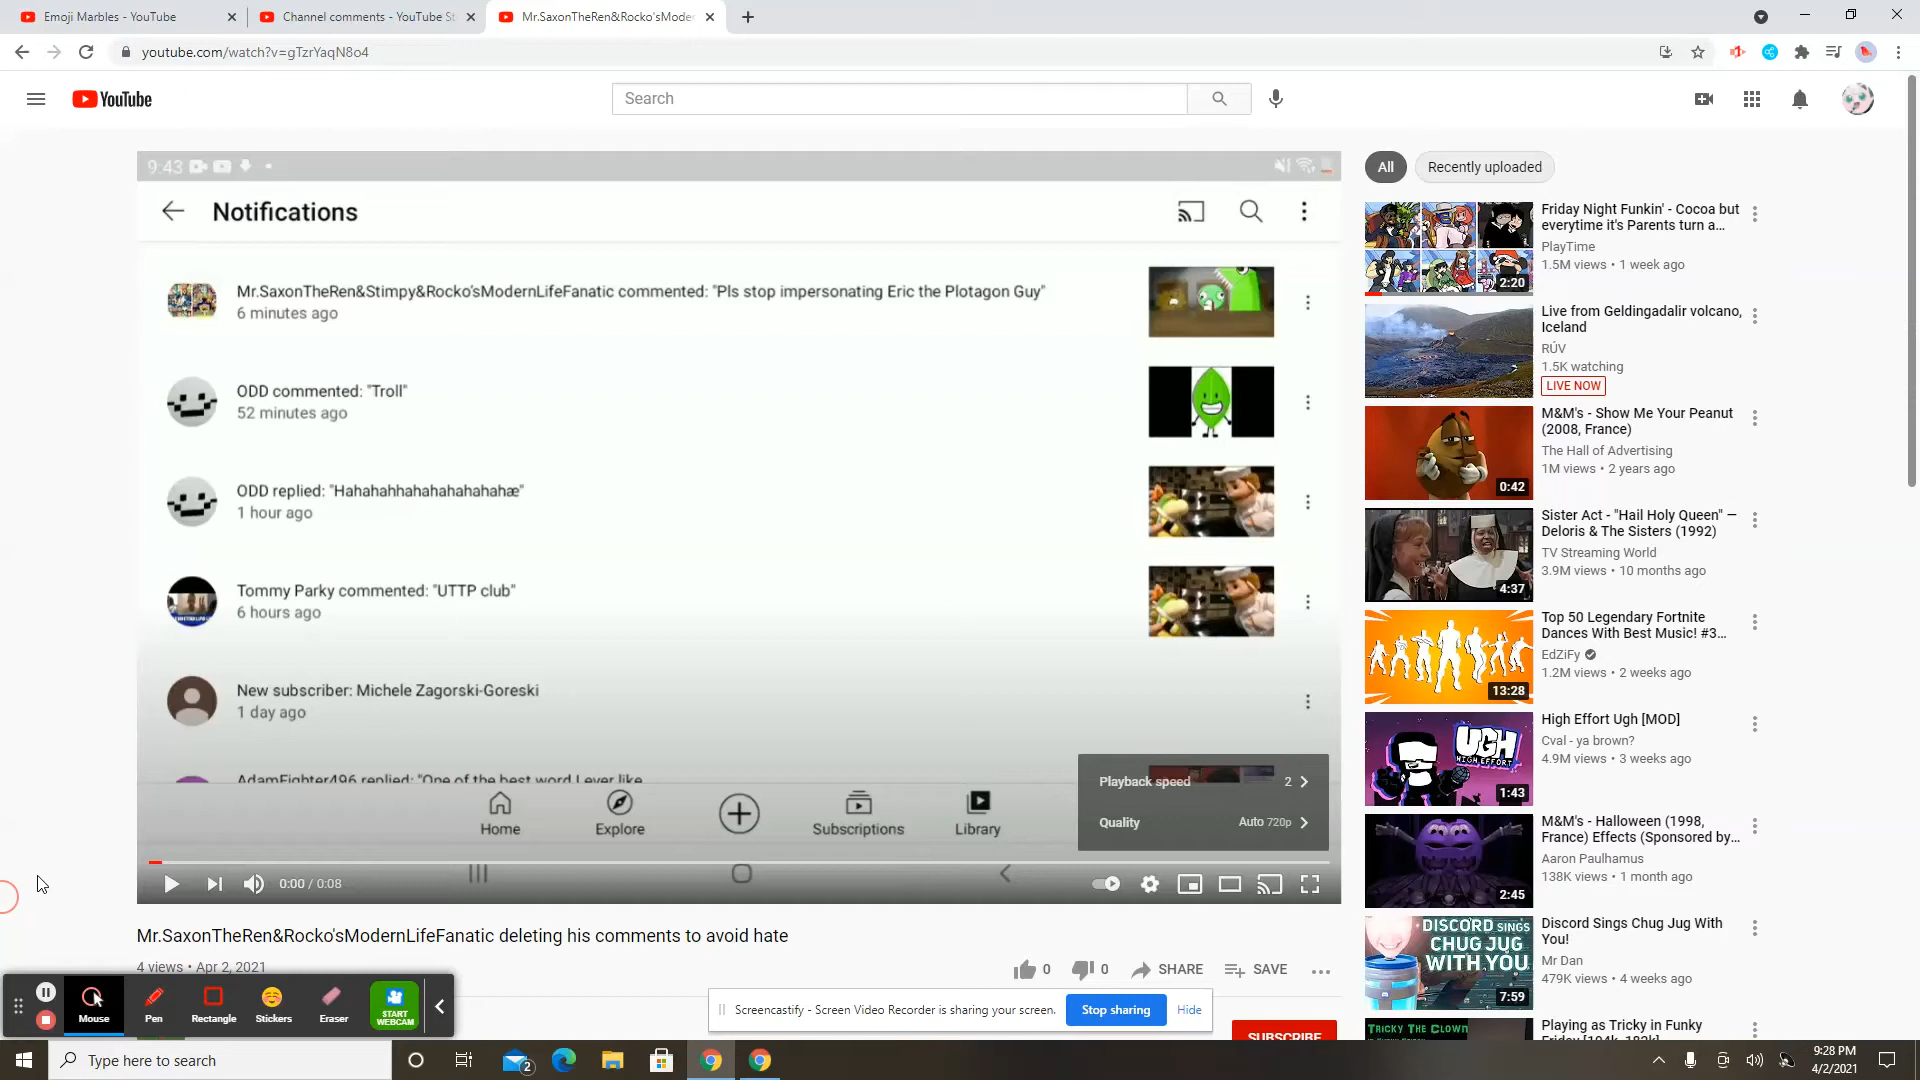 Emoji Marbles - YouTube
Channel comments - YouTube St
Mr.SaxonTheRen&Rocko'sMode
youtube.com/watch?v=gTzrYaqN8o4
YouTube
Search
9:43
Notifications
Mr.SaxonTheRen&Stimpy&Rocko'sModernLifeFanatic commented: "Pls stop impersonating Eric the Plotagon Guy"
6 minutes ago
ODD commented: "Troll"
52 minutes ago
ODD replied: "Hahahahhahahahahahahæ"
1 hour ago
Tommy Parky commented: "UTTP club"
6 hours ago
New subscriber: Michele Zagorski-Goreski
1 day ago
AdamFighter496 replied: "One of the best word I ever like
Home
Explore
Subscriptions
Library
Playback speed 2
Quality Auto 720p
0:00 / 0:08
Mr.SaxonTheRen&Rocko'sModernLifeFanatic deleting his comments to avoid hate
4 views • Apr 2, 2021
0
0
SHARE
SAVE
SUBSCRIBE
All
Recently uploaded
Friday Night Funkin' - Cocoa but
everytime it's Parents turn a...
PlayTime
1.5M views • 1 week ago
2:20
Live from Geldingadalir volcano,
Iceland
RÚV
1.5K watching
LIVE NOW
M&M's - Show Me Your Peanut
(2008, France)
The Hall of Advertising
1M views • 2 years ago
0:42
Sister Act - "Hail Holy Queen" —
Deloris & The Sisters (1992)
TV Streaming World
3.9M views • 10 months ago
4:37
Top 50 Legendary Fortnite
Dances With Best Music! #3...
EdZiFy
1.2M views • 2 weeks ago
13:28
High Effort Ugh [MOD]
Cval - ya brown?
4.9M views • 3 weeks ago
UGH
HIGH EFFORT
1:43
M&M's - Halloween (1998,
France) Effects (Sponsored by...
Aaron Paulhamus
138K views • 1 month ago
2:45
Discord Sings Chug Jug With
You!
Mr Dan
479K views • 4 weeks ago
DISCORD SINGS
CHUG JUG
WITH YOU
7:59
Playing as Tricky in Funky
TRICKY THE CLOWN
Mouse
Pen
Rectangle
Stickers
Eraser
START
WEBCAM
Screencastify - Screen Video Recorder is sharing your screen.
Stop sharing
Hide
Type here to search
2
9:28 PM
4/2/2021